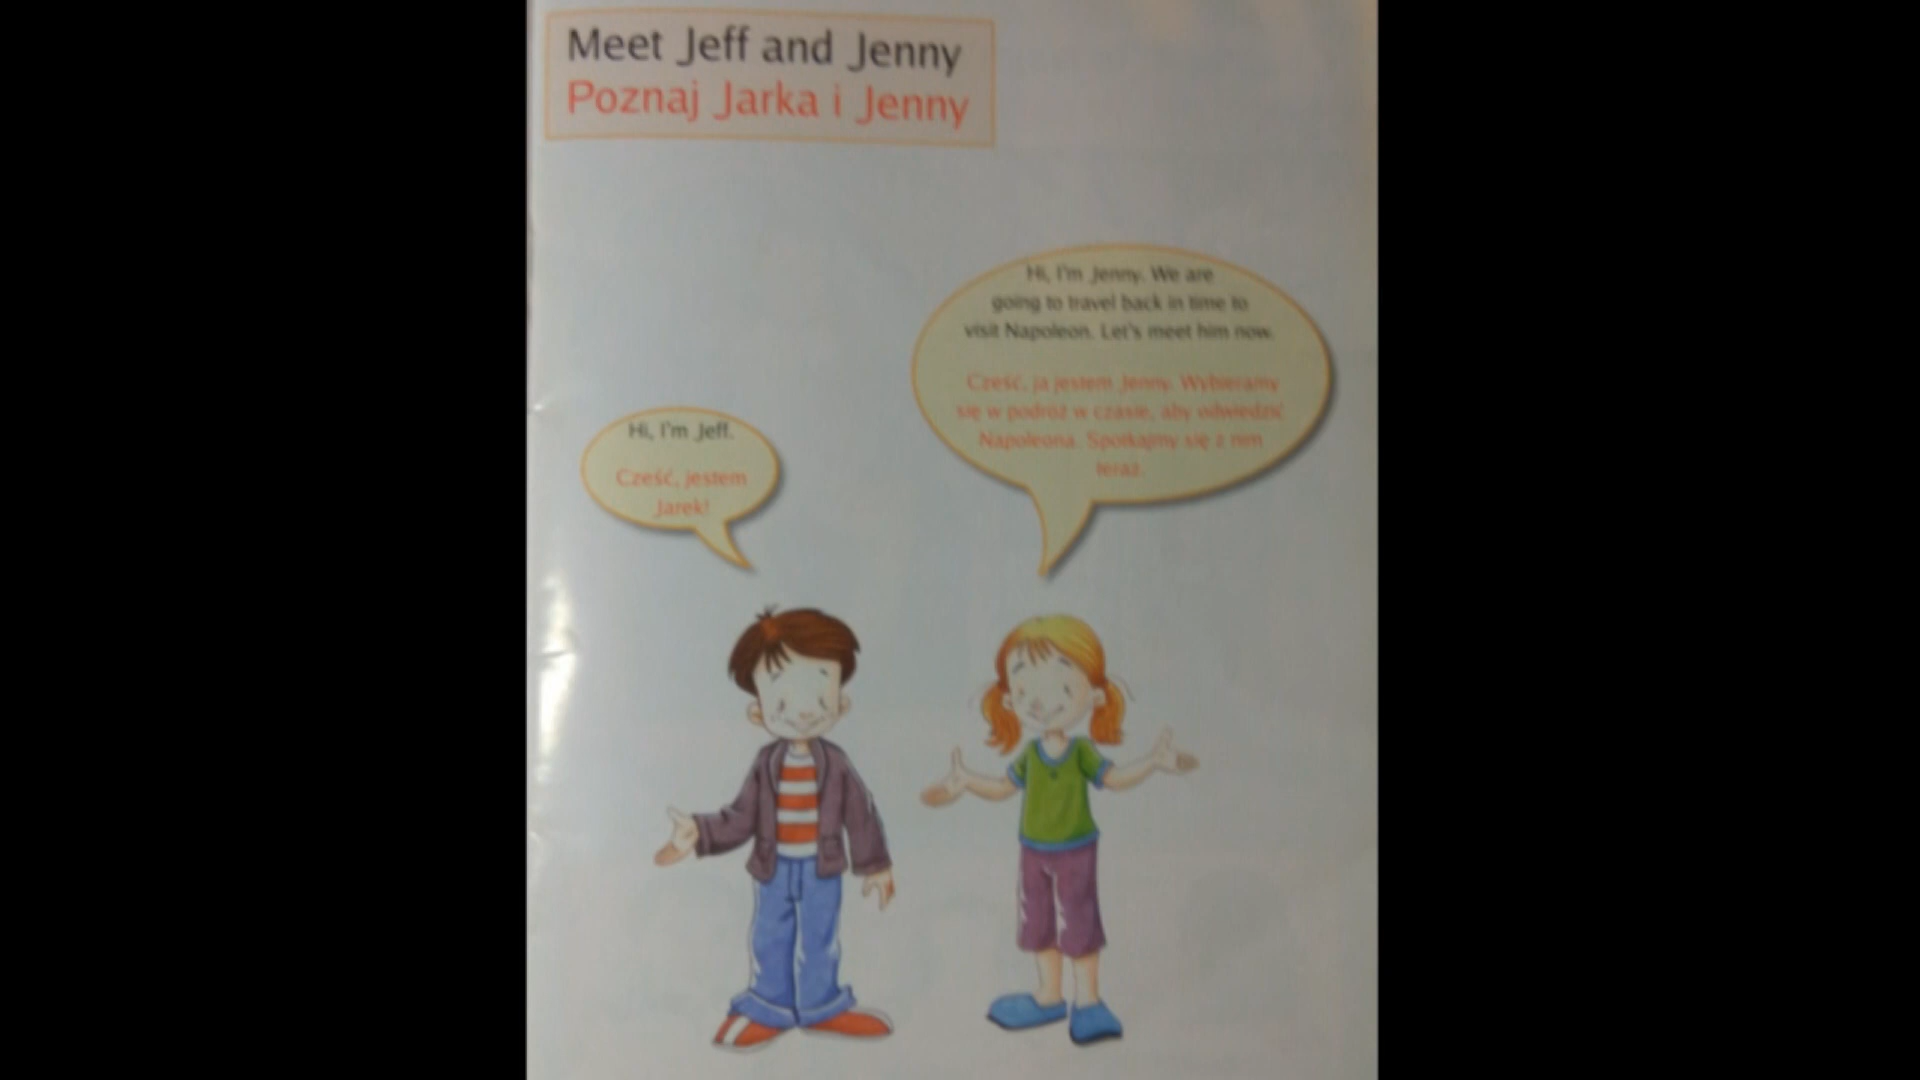 Meet Jeff and Jenny
Poznaj Jarka i Jenny
Hi, I'm Jenny. We are
going to travel back in time to
visit Napoleon. Let's meet him now.
Cześć, ja jestem Jenny. Wybieramy
się w podróż w czasie, aby odwiedzić
Napoleona. Spotkajmy się z nim
teraz.
Hi, I'm Jeff.
Cześć, jestem
Jarek!